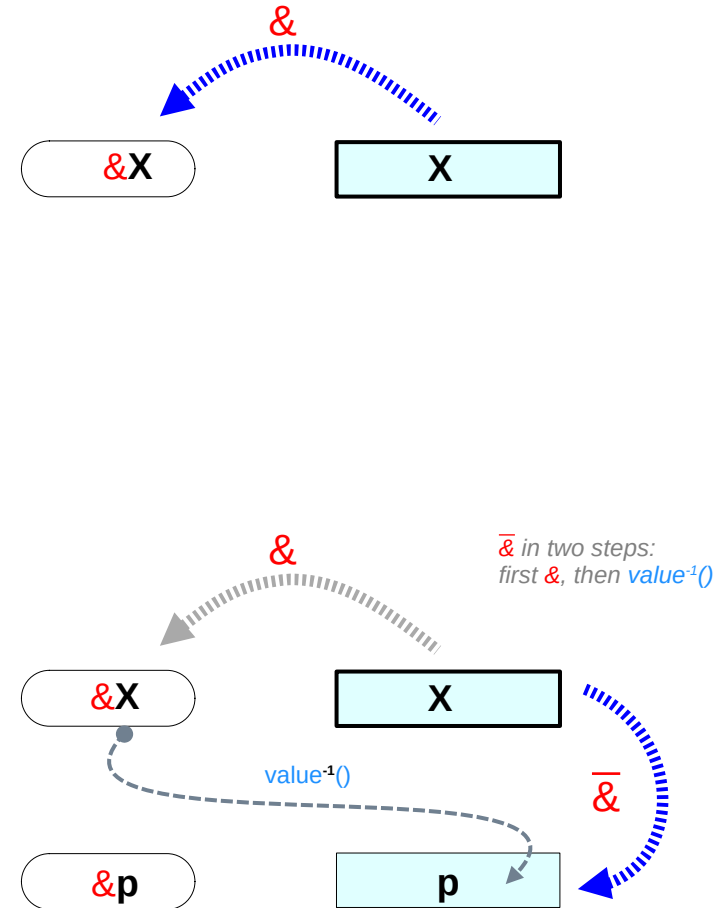 &
&X
X
&
&̅ in two steps:
first &, then value⁻¹()
&X
X
value⁻¹()
&̅
&p
p